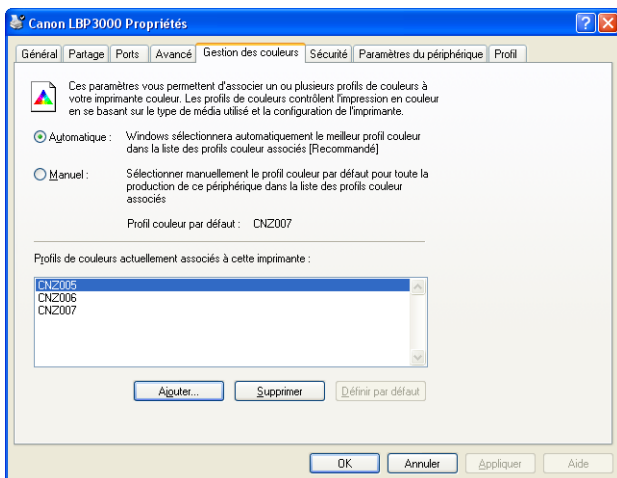 Canon LBP3000 Propriétés
Général Partage Ports Avancé Gestion des couleurs Sécurité Paramètres du périphérique Profil
Ces paramètres vous permettent d'associer un ou plusieurs profils de couleurs à
votre imprimante couleur. Les profils de couleurs contrôlent l'impression en couleur
en se basant sur le type de média utilisé et la configuration de l'imprimante.
Automatique : Windows sélectionnera automatiquement le meilleur profil couleur
dans la liste des profils couleur associés [Recommandé]
Manuel : Sélectionner manuellement le profil couleur par défaut pour toute la
production de ce périphérique dans la liste des profils couleur
associés
Profil couleur par défaut : CNZ007
Profils de couleurs actuellement associés à cette imprimante :
CNZ005
CNZ006
CNZ007
Ajouter... Supprimer Définir par défaut
OK Annuler Appliquer Aide